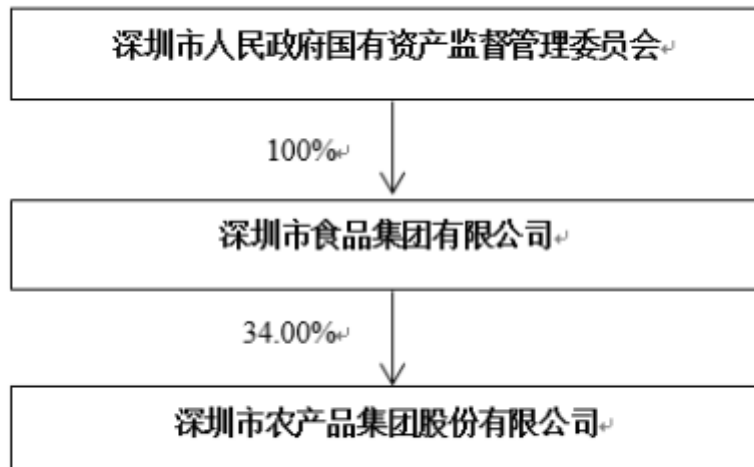 深圳市人民政府国有资产监督管理委员会
100%
深圳市食品集团有限公司
34.00%
深圳市农产品集团股份有限公司